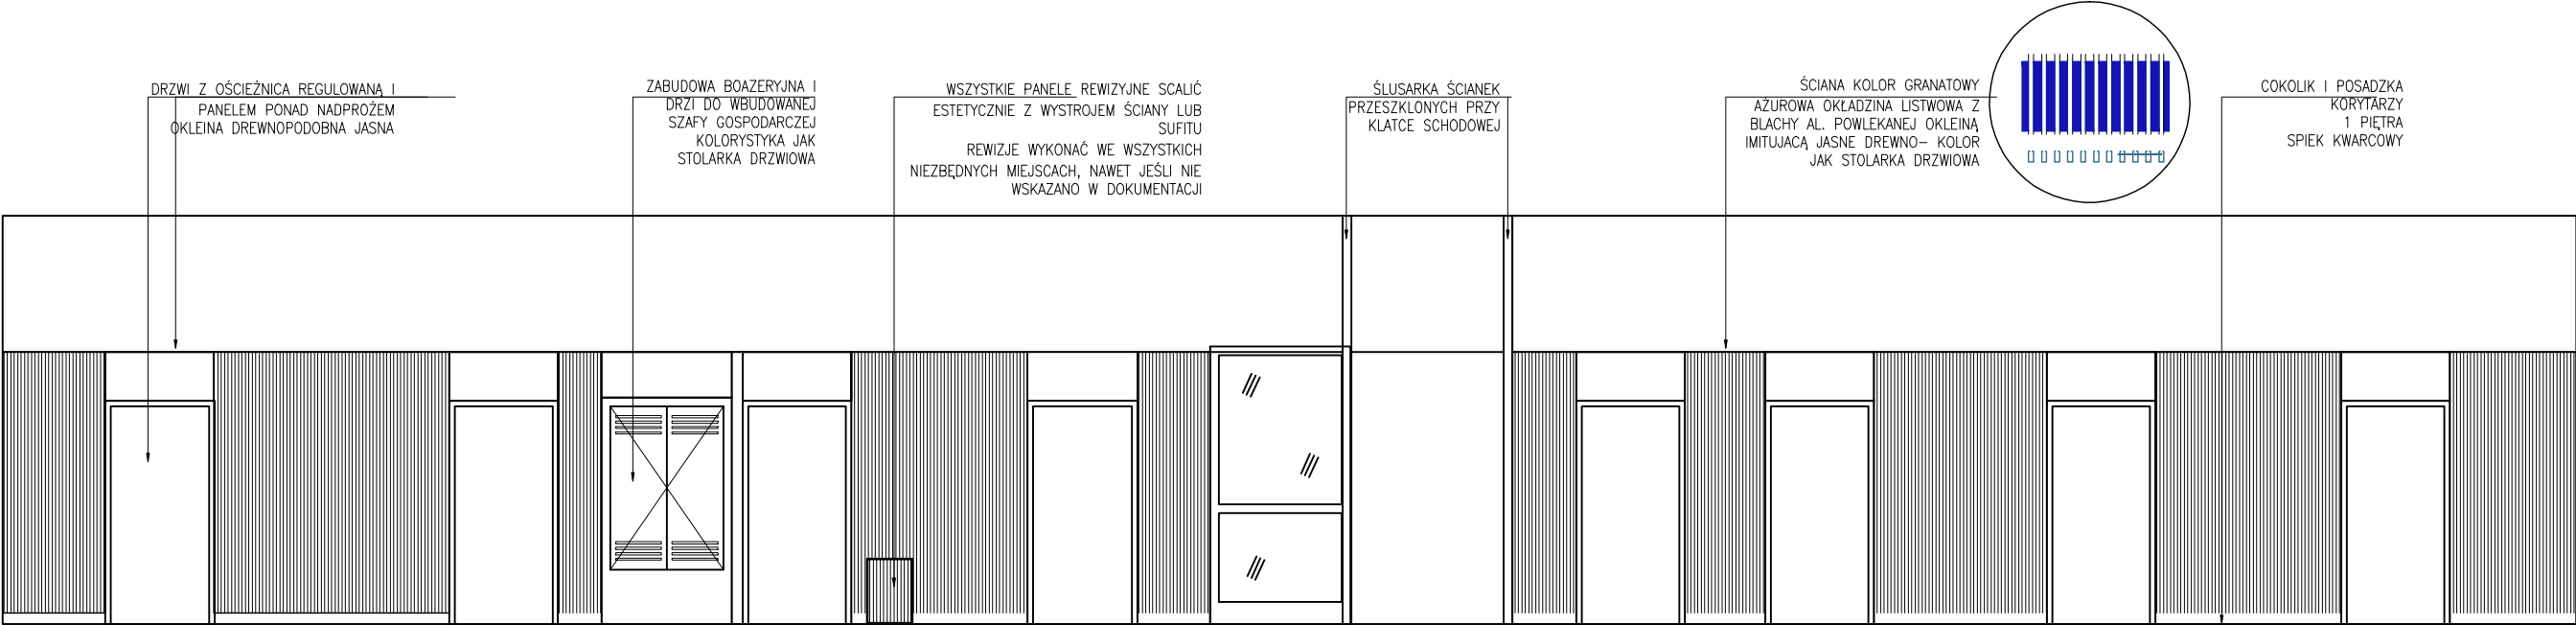 DRZWI Z OŚCIEŻNICA REGULOWANĄ I
PANELEM PONAD NADPROŻEM
OKLEINA DREWNOPODOBNA JASNA
ZABUDOWA BOAZERYJNA I
DRZI DO WBUDOWANEJ
SZAFY GOSPODARCZEJ
KOLORYSTYKA JAK
STOLARKA DRZWIOWA
WSZYSTKIE PANELE REWIZYJNE SCALIĆ
ESTETYCZNIE Z WYSTROJEM ŚCIANY LUB
SUFITU
REWIZJE WYKONAĆ WE WSZYSTKICH
NIEZBĘDNYCH MIEJSCACH, NAWET JEŚLI NIE
WSKAZANO W DOKUMENTACJI
ŚLUSARKA ŚCIANEK
PRZESZKLONYCH PRZY
KLATCE SCHODOWEJ
ŚCIANA KOLOR GRANATOWY
AŻUROWA OKŁADZINA LISTWOWA Z
BLACHY AL. POWLEKANEJ OKLEINĄ
IMITUJACĄ JASNE DREWNO- KOLOR
JAK STOLARKA DRZWIOWA
COKOLIK I POSADZKA
KORYTARZY
1 PIĘTRA
SPIEK KWARCOWY